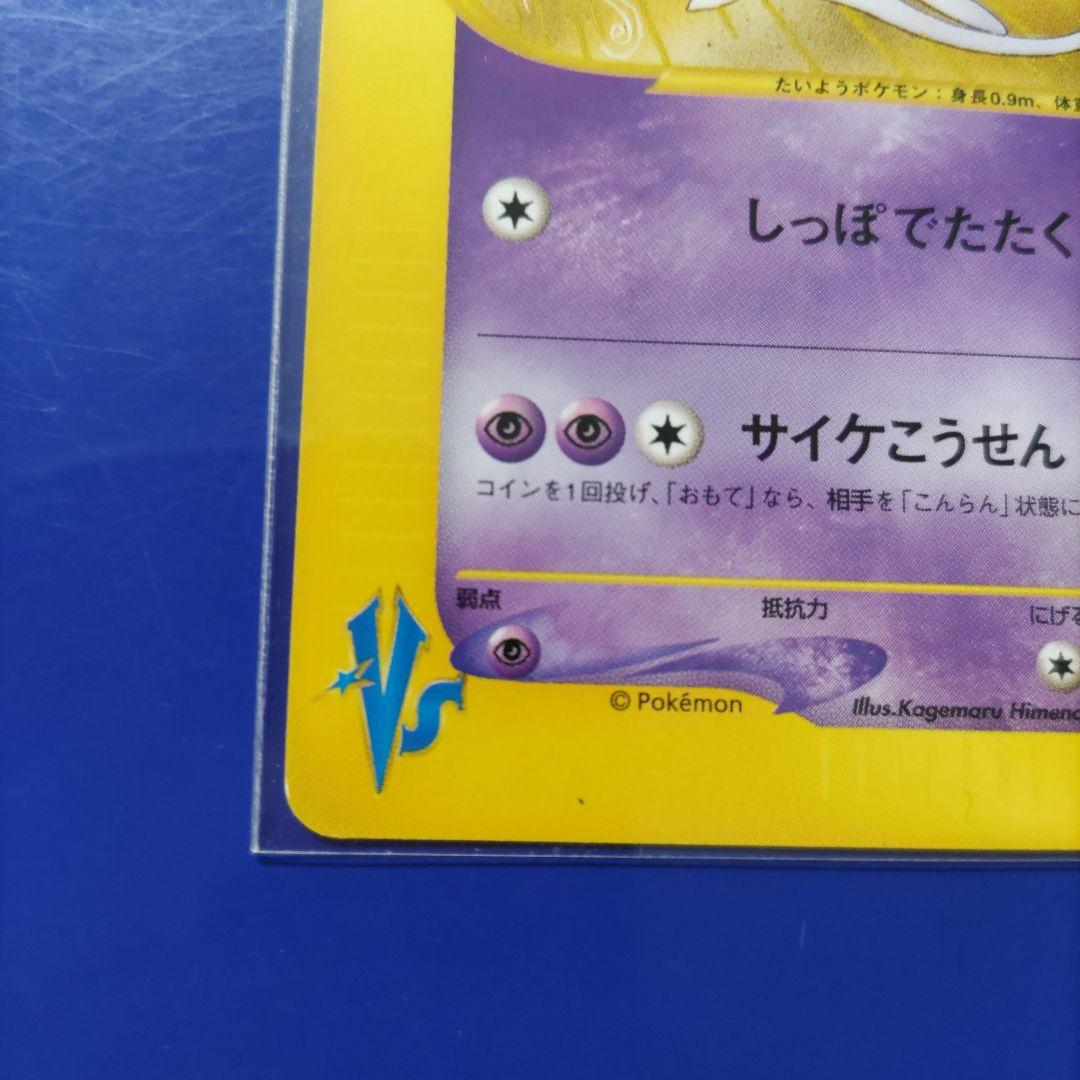 たいようポケモン：身長0.9m、体重
しっぽでたたく
サイケこうせん
コインを1回投げ、「おもて」なら、相手を「こんらん」状態に
弱点 抵抗力 にげる
© Pokémon
Illus.Kagemaru Himeno
VS